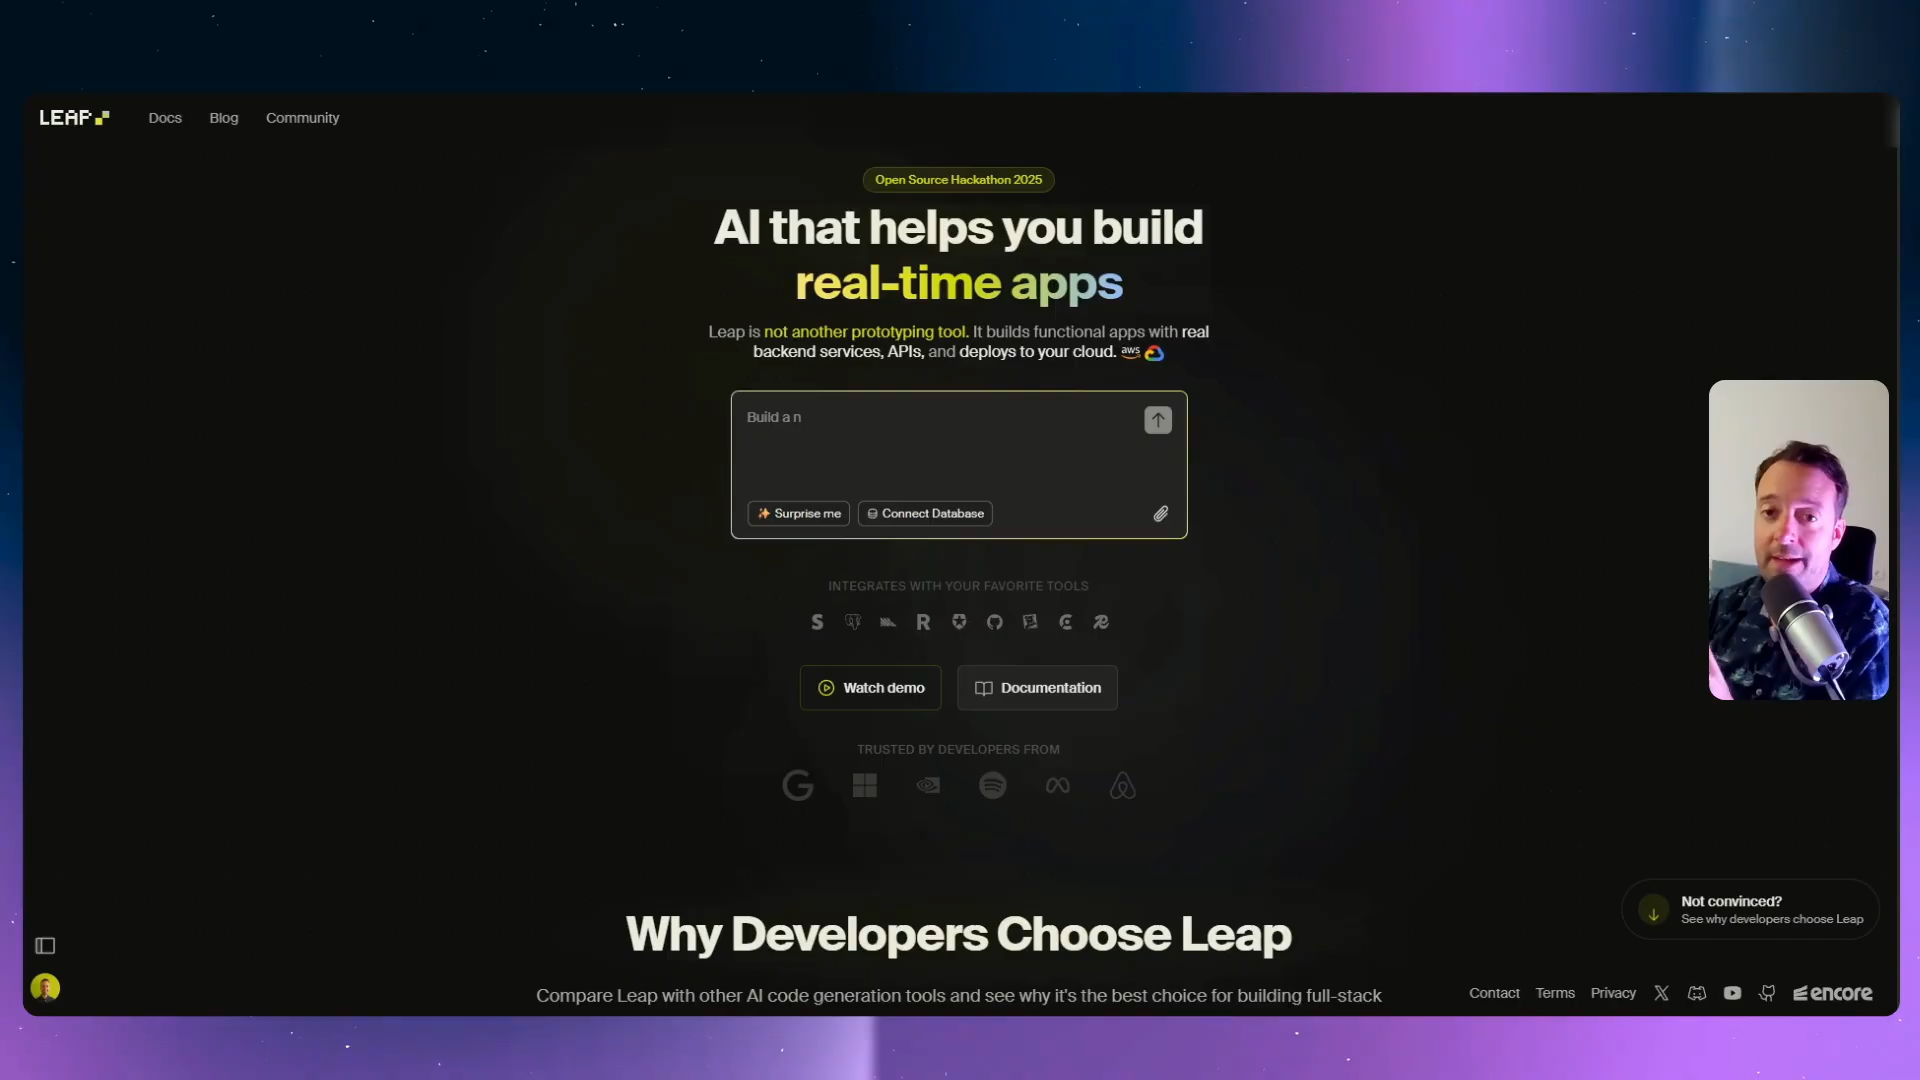 LEAP
Docs
Blog
Community
Open Source Hackathon 2025
AI that helps you build
real-time apps
Leap is not another prototyping tool. It builds functional apps with real
backend services, APIs, and deploys to your cloud. aws
Build a n
Surprise me
Connect Database
INTEGRATES WITH YOUR FAVORITE TOOLS
Watch demo
Documentation
TRUSTED BY DEVELOPERS FROM
Not convinced?
See why developers choose Leap
Why Developers Choose Leap
Compare Leap with other AI code generation tools and see why it's the best choice for building full-stack
Contact
Terms
Privacy
encore